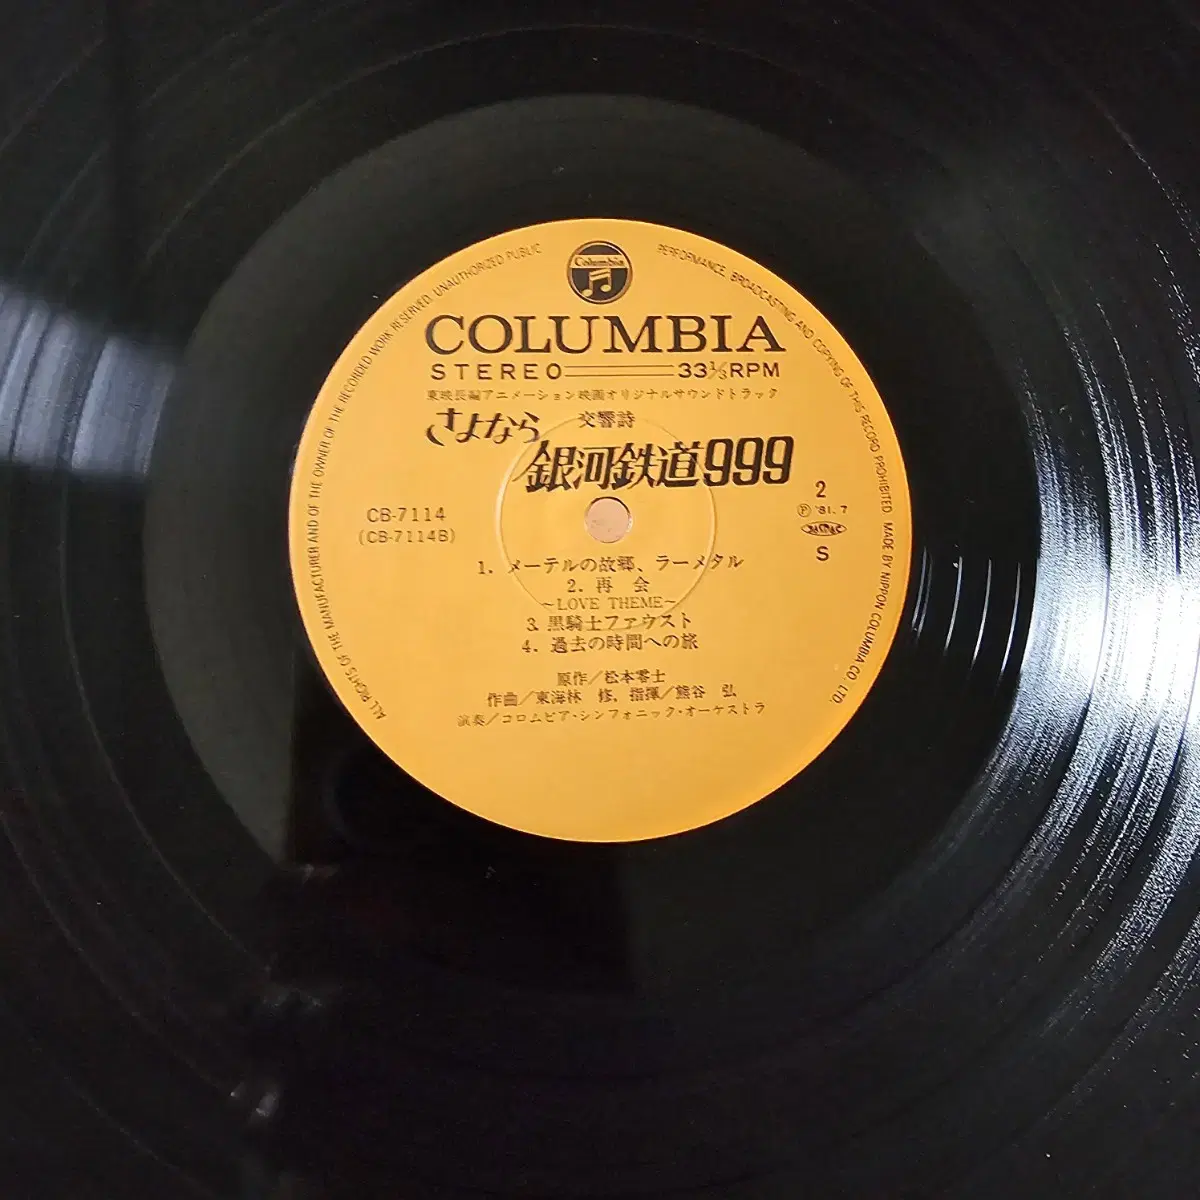 ALL RIGHTS OF THE MANUFACTURER AND OF THE OWNER OF THE RECORDED WORK RESERVED. UNAUTHORIZED PUBLIC PERFORMANCE. BROADCASTING AND COPYING OF THIS RECORD PROHIBITED. MADE BY NIPPON COLUMBIA CO. LTD.
Columbia
COLUMBIA
STEREO 33⅓RPM
東映長編アニメーション映画オリジナルサウンドトラック
さよなら 交響詩
銀河鉄道999
CB-7114
(CB-7114B)
2
Ⓟ '81.7
JASRAC
S
1. メーテルの故郷、ラーメタル
2. 再 会
~LOVE THEME~
3. 黒騎士ファウスト
4. 過去の時間への旅
原作/松本零士
作曲/東海林 修, 指揮/熊谷 弘
演奏/コロムビア・シンフォニック・オーケストラ